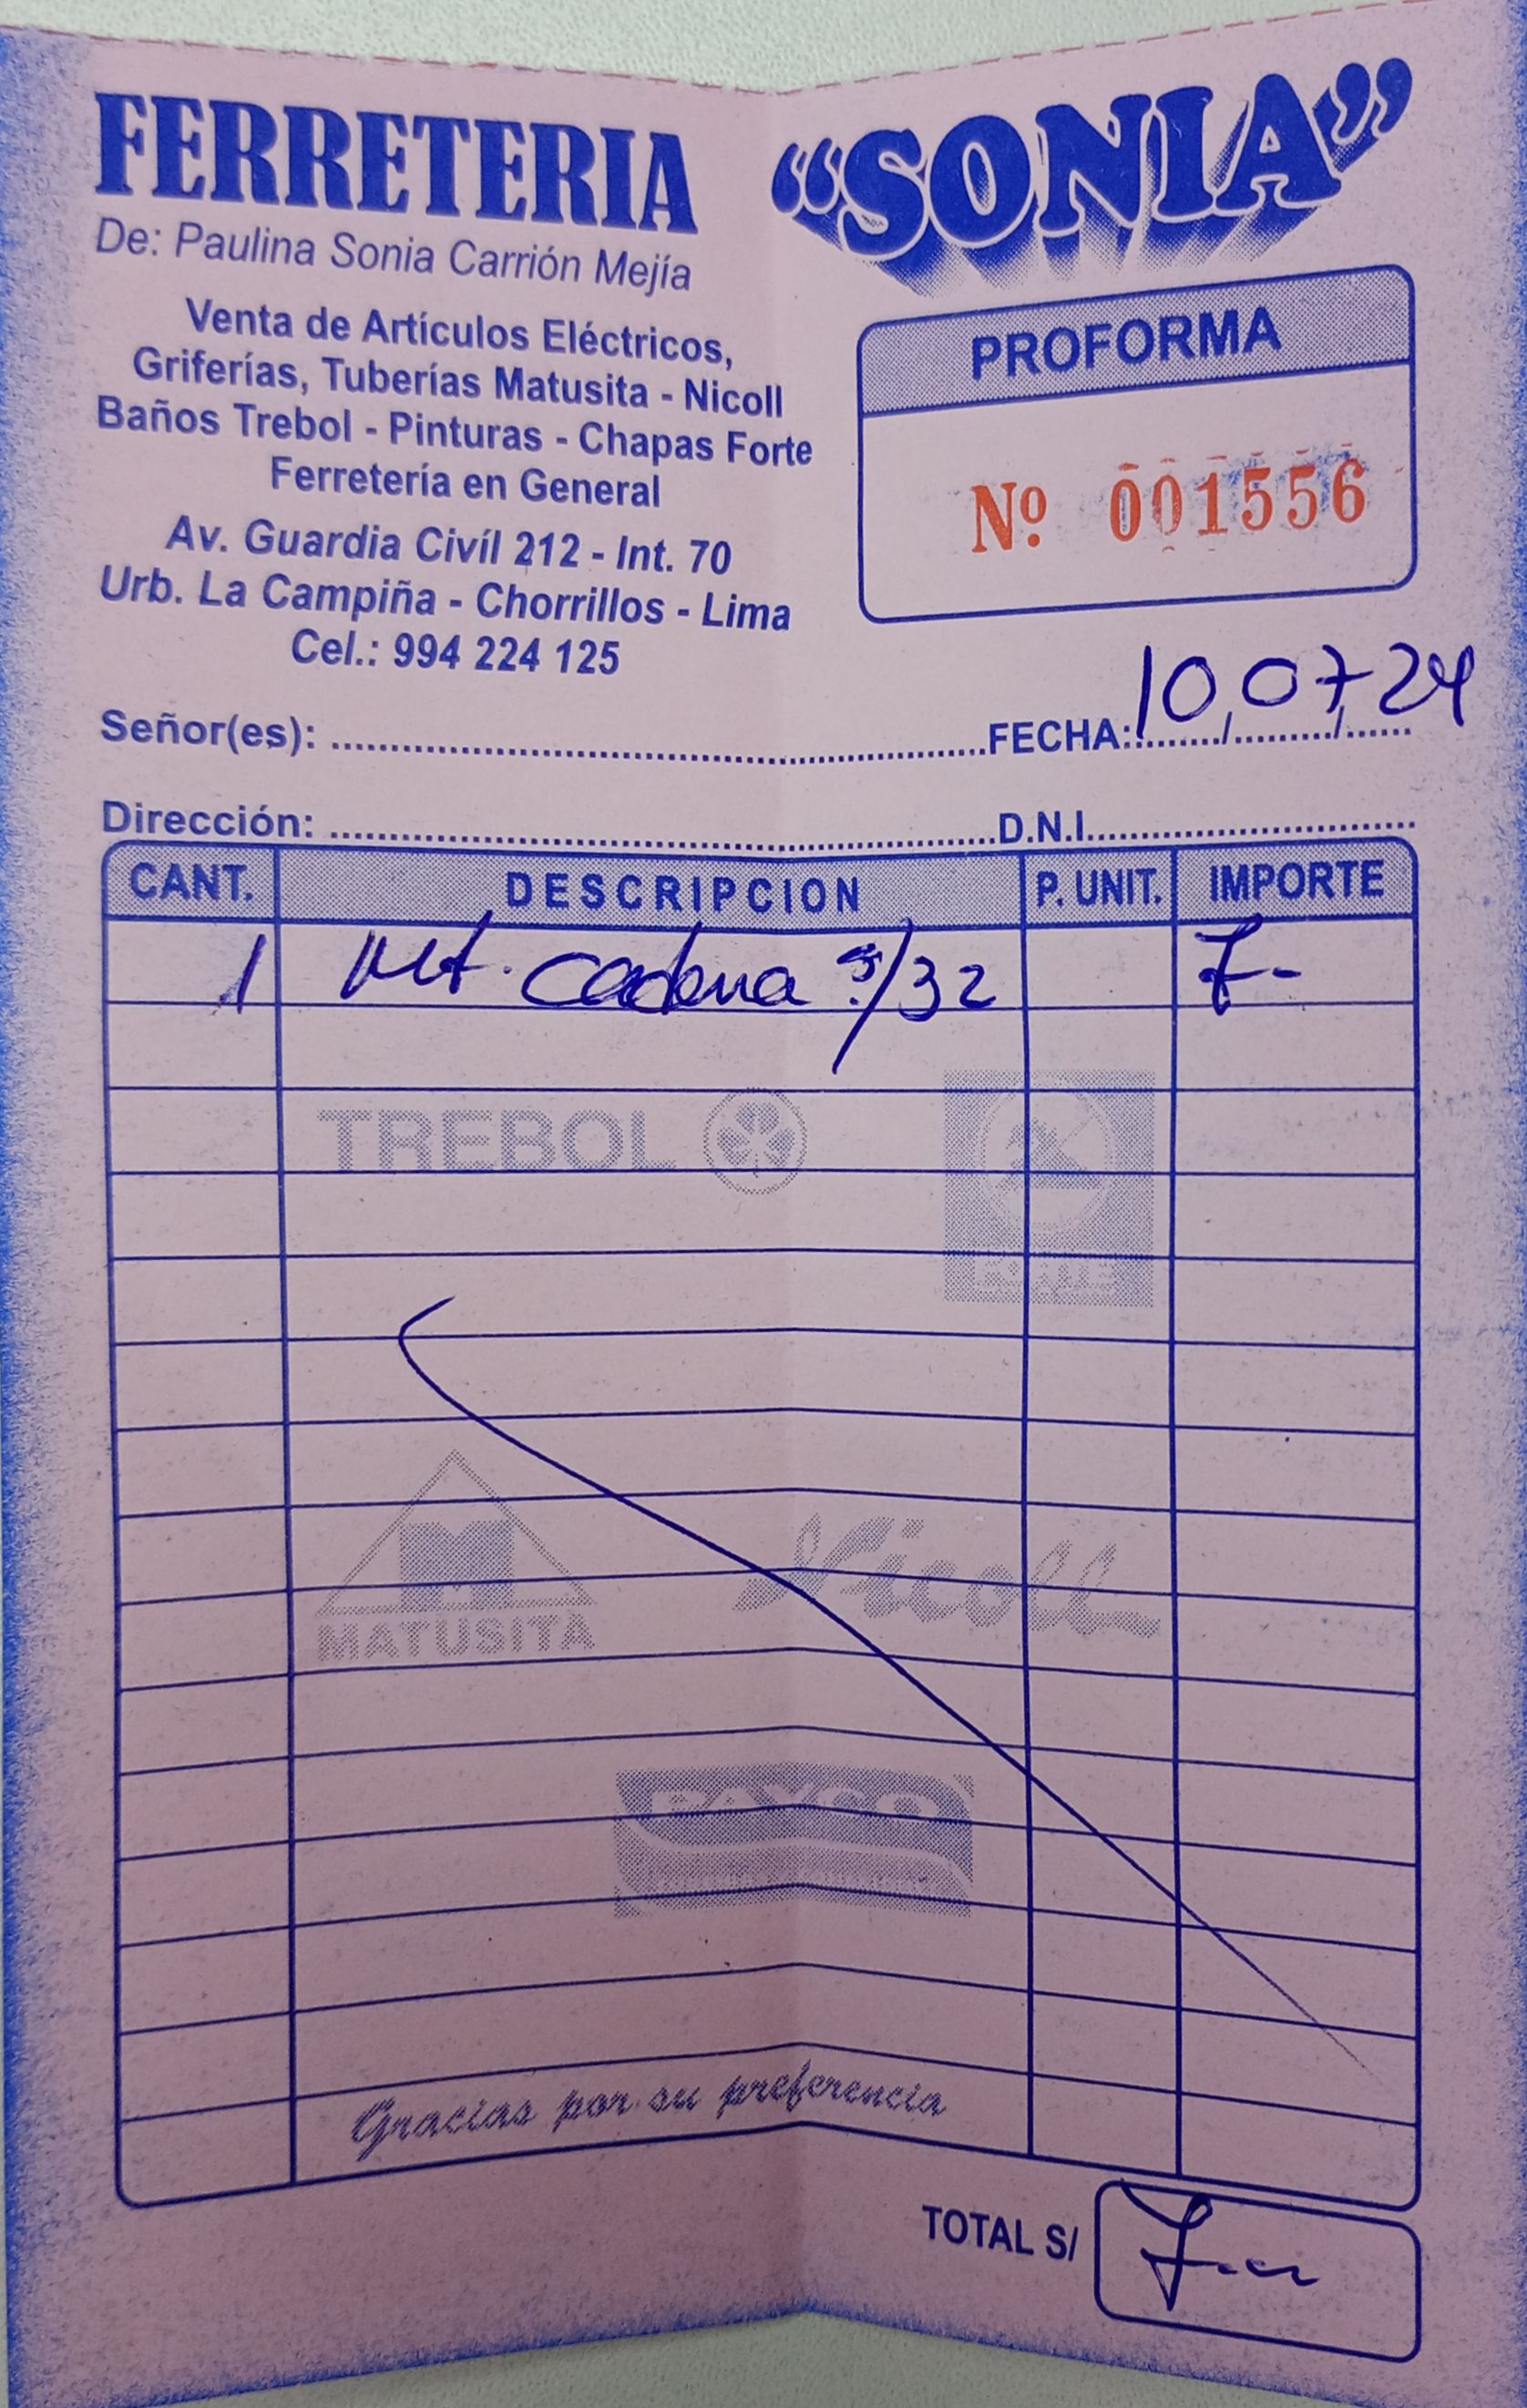 FERRETERIA "SONIA"
De: Paulina Sonia Carrión Mejía
Venta de Artículos Eléctricos,
Griferías, Tuberías Matusita - Nicoll
Baños Trebol - Pinturas - Chapas Forte
Ferretería en General
Av. Guardia Civíl 212 - Int. 70
Urb. La Campiña - Chorrillos - Lima
Cel.: 994 224 125
PROFORMA
Nº 001556
Señor(es): FECHA: 10/07/24
Dirección: D.N.I.
CANT. DESCRIPCION P. UNIT. IMPORTE
1 Mt. cadena /32 7.-
TREBOL
FORTE
MATUSITA Nicoll
Gracias por su preferencia
TOTAL S/ 7.